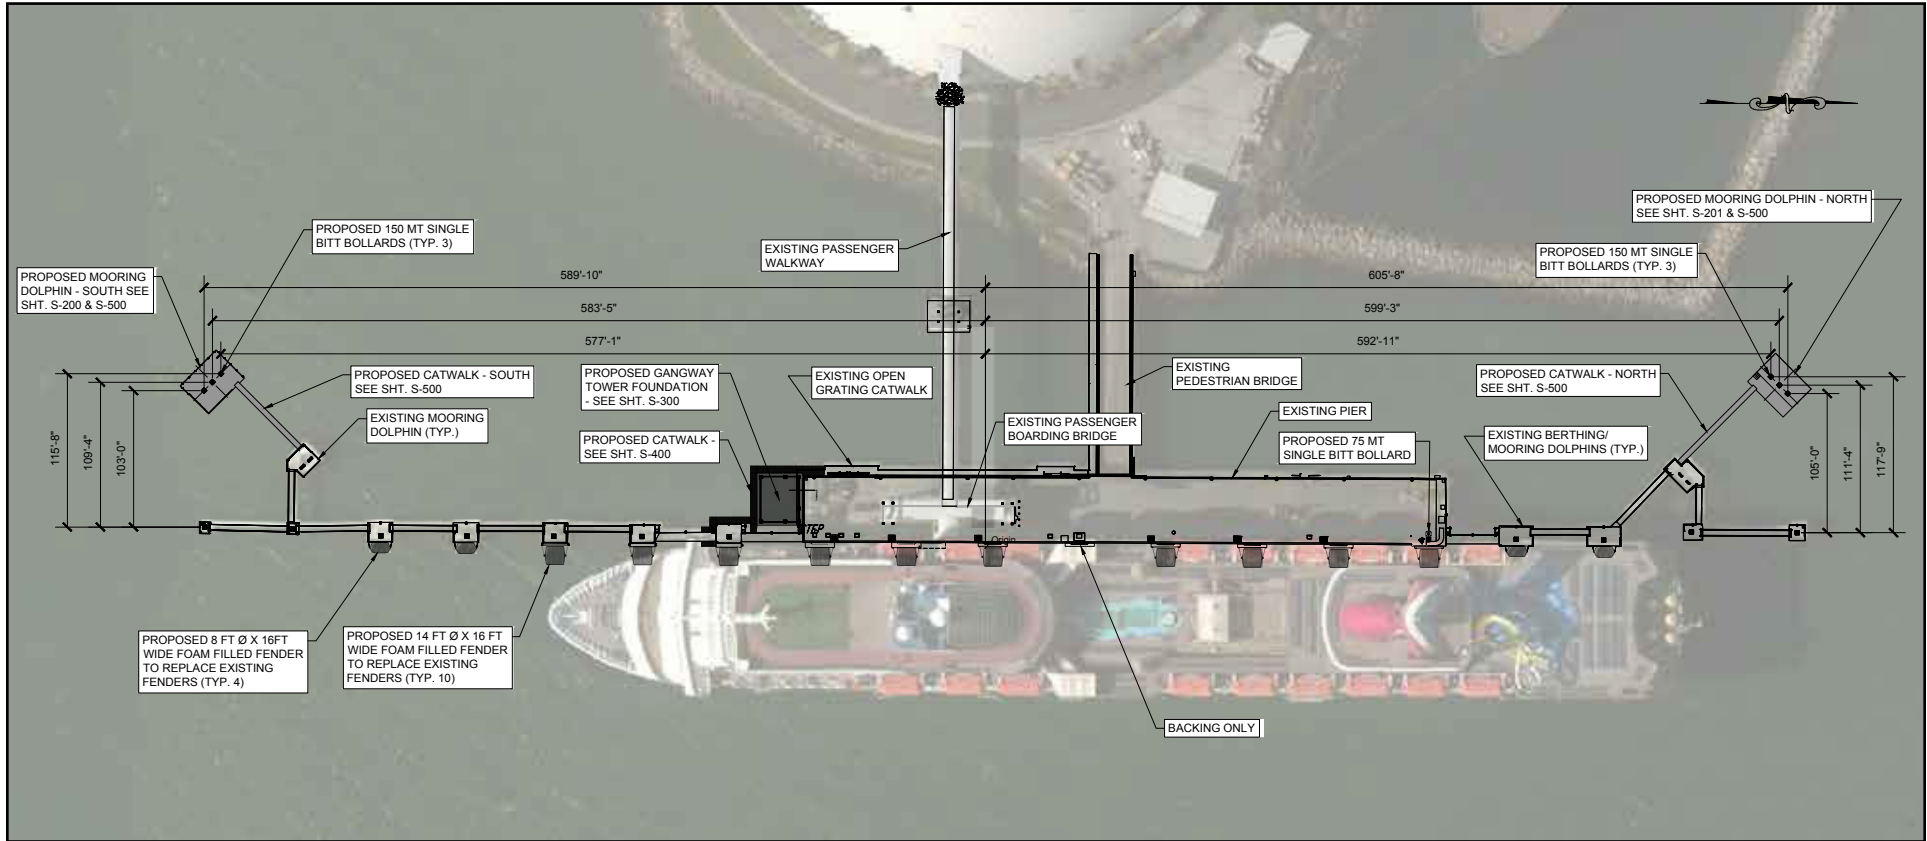 PROPOSED MOORING DOLPHIN - NORTH
SEE SHT. S-201 & S-500
PROPOSED 150 MT SINGLE
BITT BOLLARDS (TYP. 3)
EXISTING PASSENGER
WALKWAY
PROPOSED 150 MT SINGLE
BITT BOLLARDS (TYP. 3)
PROPOSED MOORING
DOLPHIN - SOUTH SEE
SHT. S-200 & S-500
589'-10"
605'-8"
583'-5"
599'-3"
577'-1"
592'-11"
PROPOSED CATWALK - SOUTH
SEE SHT. S-500
PROPOSED GANGWAY
TOWER FOUNDATION
- SEE SHT. S-300
EXISTING OPEN
GRATING CATWALK
EXISTING
PEDESTRIAN BRIDGE
PROPOSED CATWALK - NORTH
SEE SHT. S-500
EXISTING MOORING
DOLPHIN (TYP.)
EXISTING PASSENGER
BOARDING BRIDGE
EXISTING PIER
PROPOSED CATWALK -
SEE SHT. S-400
PROPOSED 75 MT
SINGLE BITT BOLLARD
EXISTING BERTHING/
MOORING DOLPHINS (TYP.)
115'-8"
109'-4"
103'-0"
105'-0"
111'-4"
117'-9"
Origin
PROPOSED 8 FT Ø X 16FT
WIDE FOAM FILLED FENDER
TO REPLACE EXISTING
FENDERS (TYP. 4)
PROPOSED 14 FT Ø X 16 FT
WIDE FOAM FILLED FENDER
TO REPLACE EXISTING
FENDERS (TYP. 10)
BACKING ONLY